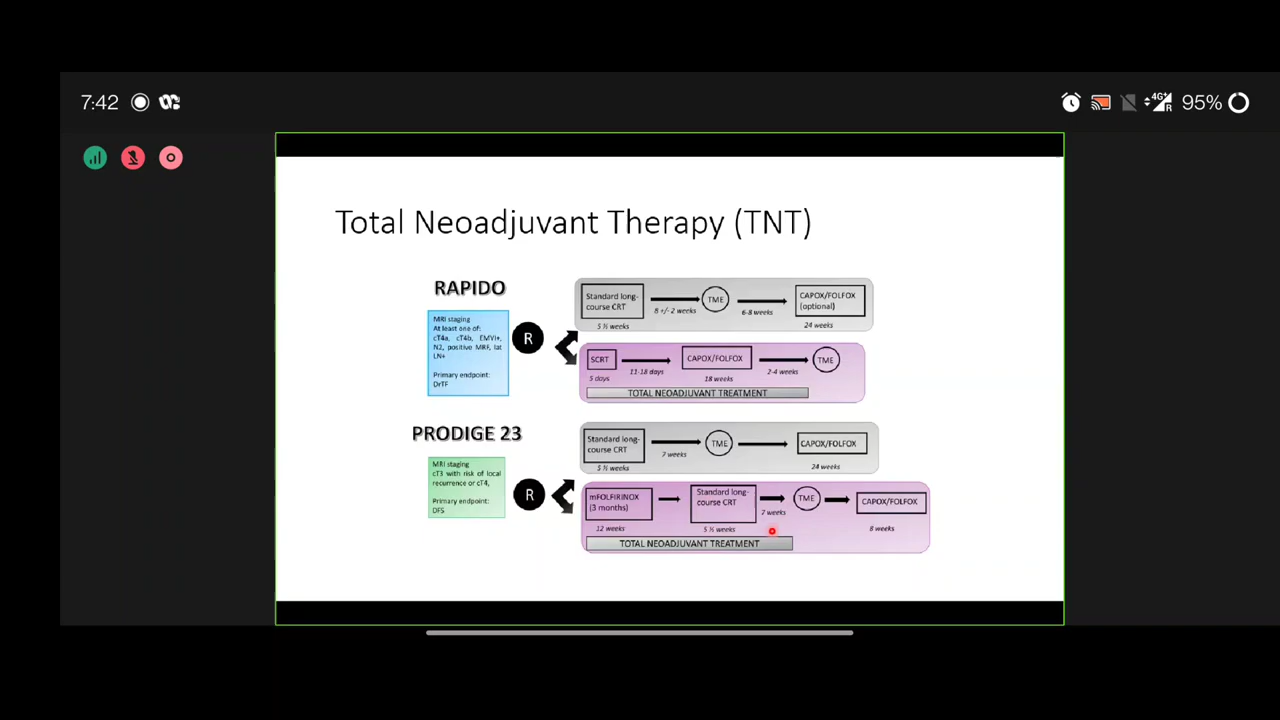 7:42
4G+
R
95%
Total Neoadjuvant Therapy (TNT)
RAPIDO
MRI staging
At least one of:
cT4a, cT4b, EMVI+,
N2, positive MRF, lat
LN+
Primary endpoint:
DrTF
R
Standard long-
course CRT
5 ½ weeks
8 +/- 2 weeks
TME
6-8 weeks
CAPOX/FOLFOX
(optional)
24 weeks
SCRT
5 days
11-18 days
CAPOX/FOLFOX
18 weeks
2-4 weeks
TME
TOTAL NEOADJUVANT TREATMENT
PRODIGE 23
MRI staging
cT3 with risk of local
recurrence or cT4,
Primary endpoint:
DFS
R
Standard long-
course CRT
5 ½ weeks
7 weeks
TME
CAPOX/FOLFOX
24 weeks
mFOLFIRINOX
(3 months)
12 weeks
Standard long-
course CRT
5 ½ weeks
7 weeks
TME
CAPOX/FOLFOX
8 weeks
TOTAL NEOADJUVANT TREATMENT